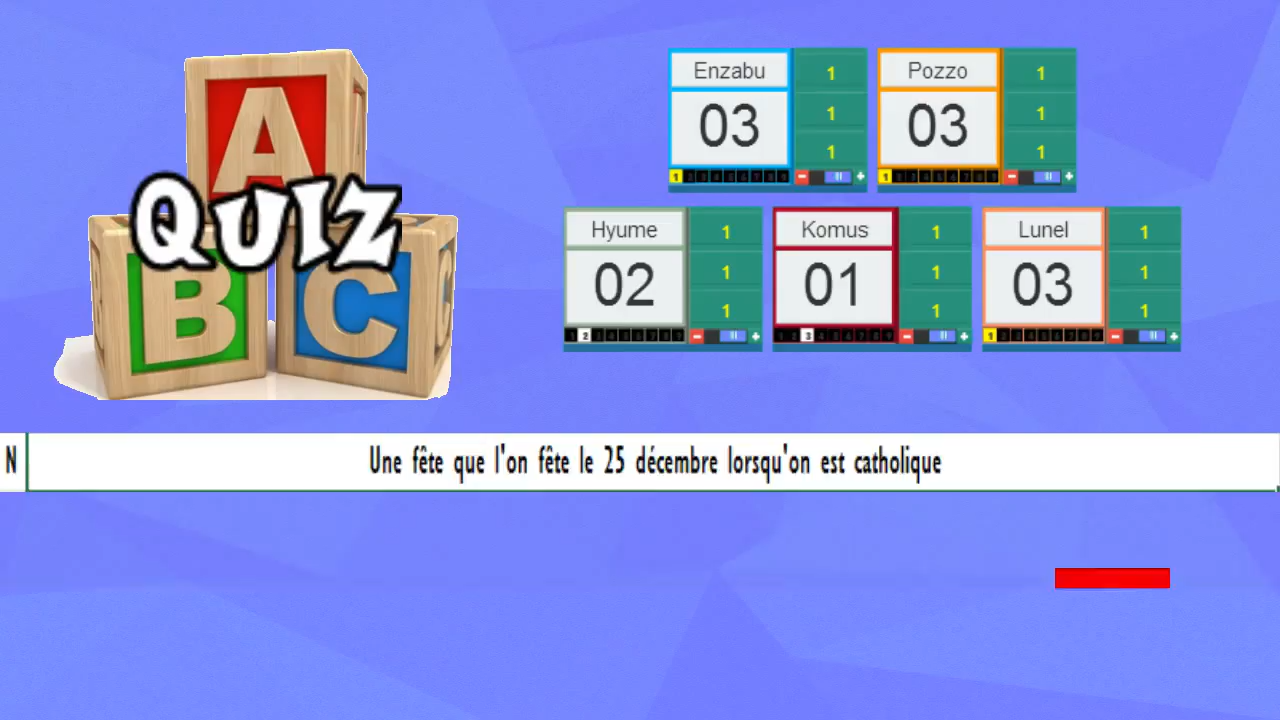 A
QUIZ
B C C
Enzabu 1
03 1
1
Pozzo 1
03 1
1
Hyume 1
02 1
1
Komus 1
01 1
1
Lunel 1
03 1
1
N Une fête que l'on fête le 25 décembre lorsqu'on est catholique